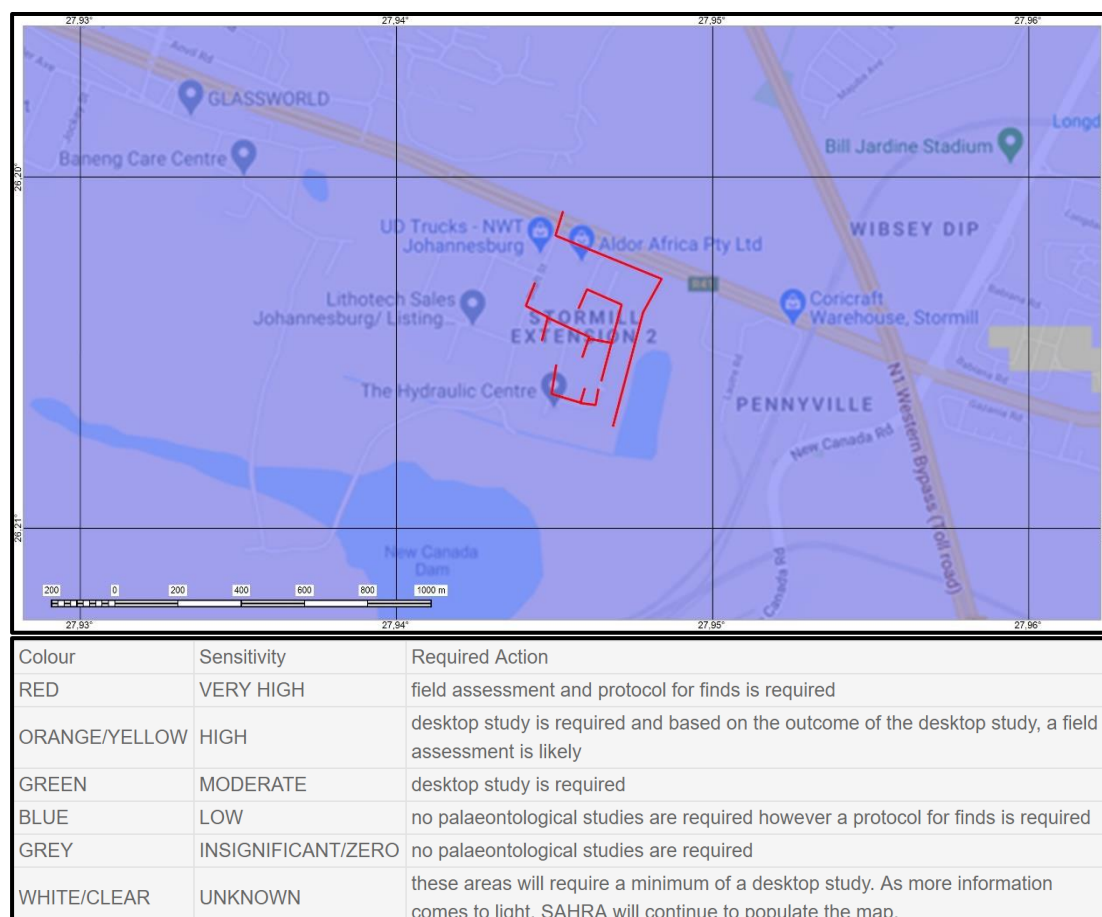 27,93°
27,94°
27,95°
27,96°
Anvil Rd
GLASSWORLD
Jockey St
Majuba Ave
Longd
Bill Jardine Stadium
Baneng Care Centre
26,20°
UD Trucks - NWT
Johannesburg
Aldor Africa Pty Ltd
WIBSEY DIP
R41
Lithotech Sales
Johannesburg/ Listing...
STORMILL
EXTENSION 2
Coricraft
Warehouse, Stormill
The Hydraulic Centre
PENNYVILLE
New Canada Rd
N1 Western Bypass (Toll road)
26,21°
New Canada
Dam
Canada Rd
200 0 200 400 600 800 1000 m
27,93°
27,94°
27,95°
27,96°
Colour Sensitivity Required Action
RED VERY HIGH field assessment and protocol for finds is required
ORANGE/YELLOW HIGH desktop study is required and based on the outcome of the desktop study, a field
assessment is likely
GREEN MODERATE desktop study is required
BLUE LOW no palaeontological studies are required however a protocol for finds is required
GREY INSIGNIFICANT/ZERO no palaeontological studies are required
WHITE/CLEAR UNKNOWN these areas will require a minimum of a desktop study. As more information
comes to light, SAHRA will continue to populate the map.